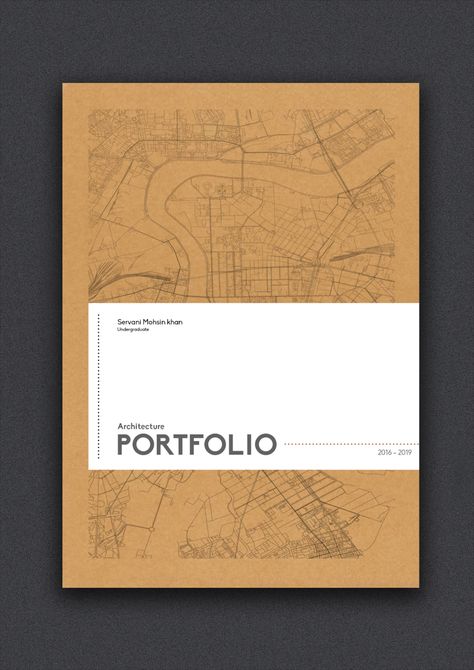 Servani Mohsin khan
Undergraduate
Architecture
PORTFOLIO
2016 - 2019